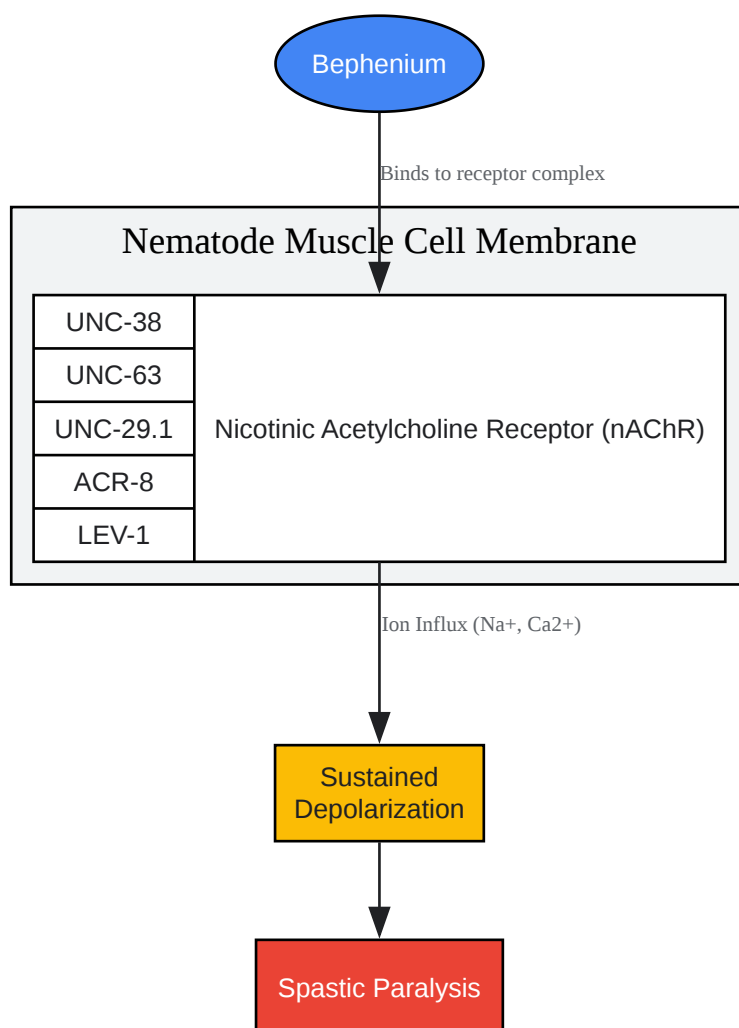 Bephenium
Binds to receptor complex
Nematode Muscle Cell Membrane
UNC-38
UNC-63
UNC-29.1
ACR-8
LEV-1
Nicotinic Acetylcholine Receptor (nAChR)
Ion Influx (Na+, Ca2+)
Sustained
Depolarization
Spastic Paralysis